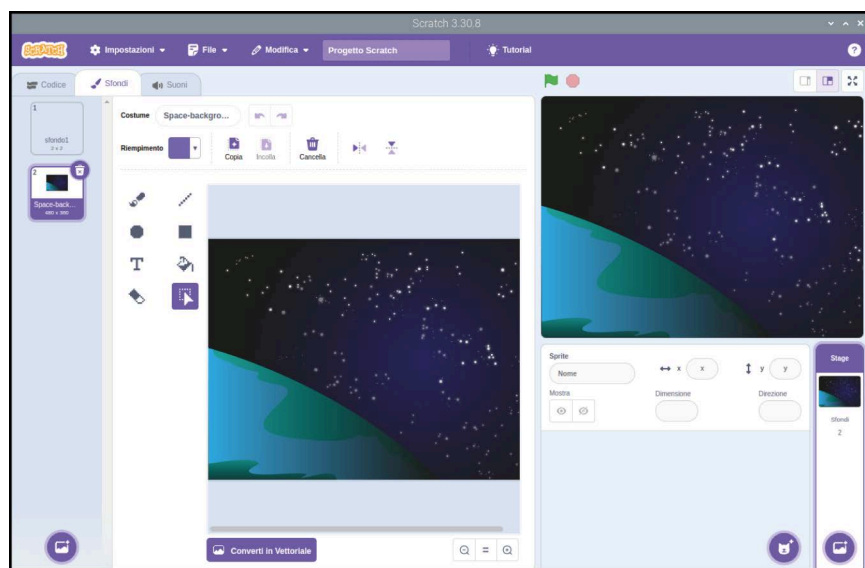 Scratch 3.30.8
SCRATCH
Impostazioni
File
Modifica
Progetto Scratch
Tutorial
?
Codice
Sfondi
Suoni
1
sfondo1
2 x 2
2
Space-back...
480 x 360
Costume
Space-backgro...
Riempimento
Copia
Incolla
Cancella
T
Converti in Vettoriale
Sprite
Nome
x
x
y
y
Mostra
Dimensione
Direzione
Stage
Sfondi
2